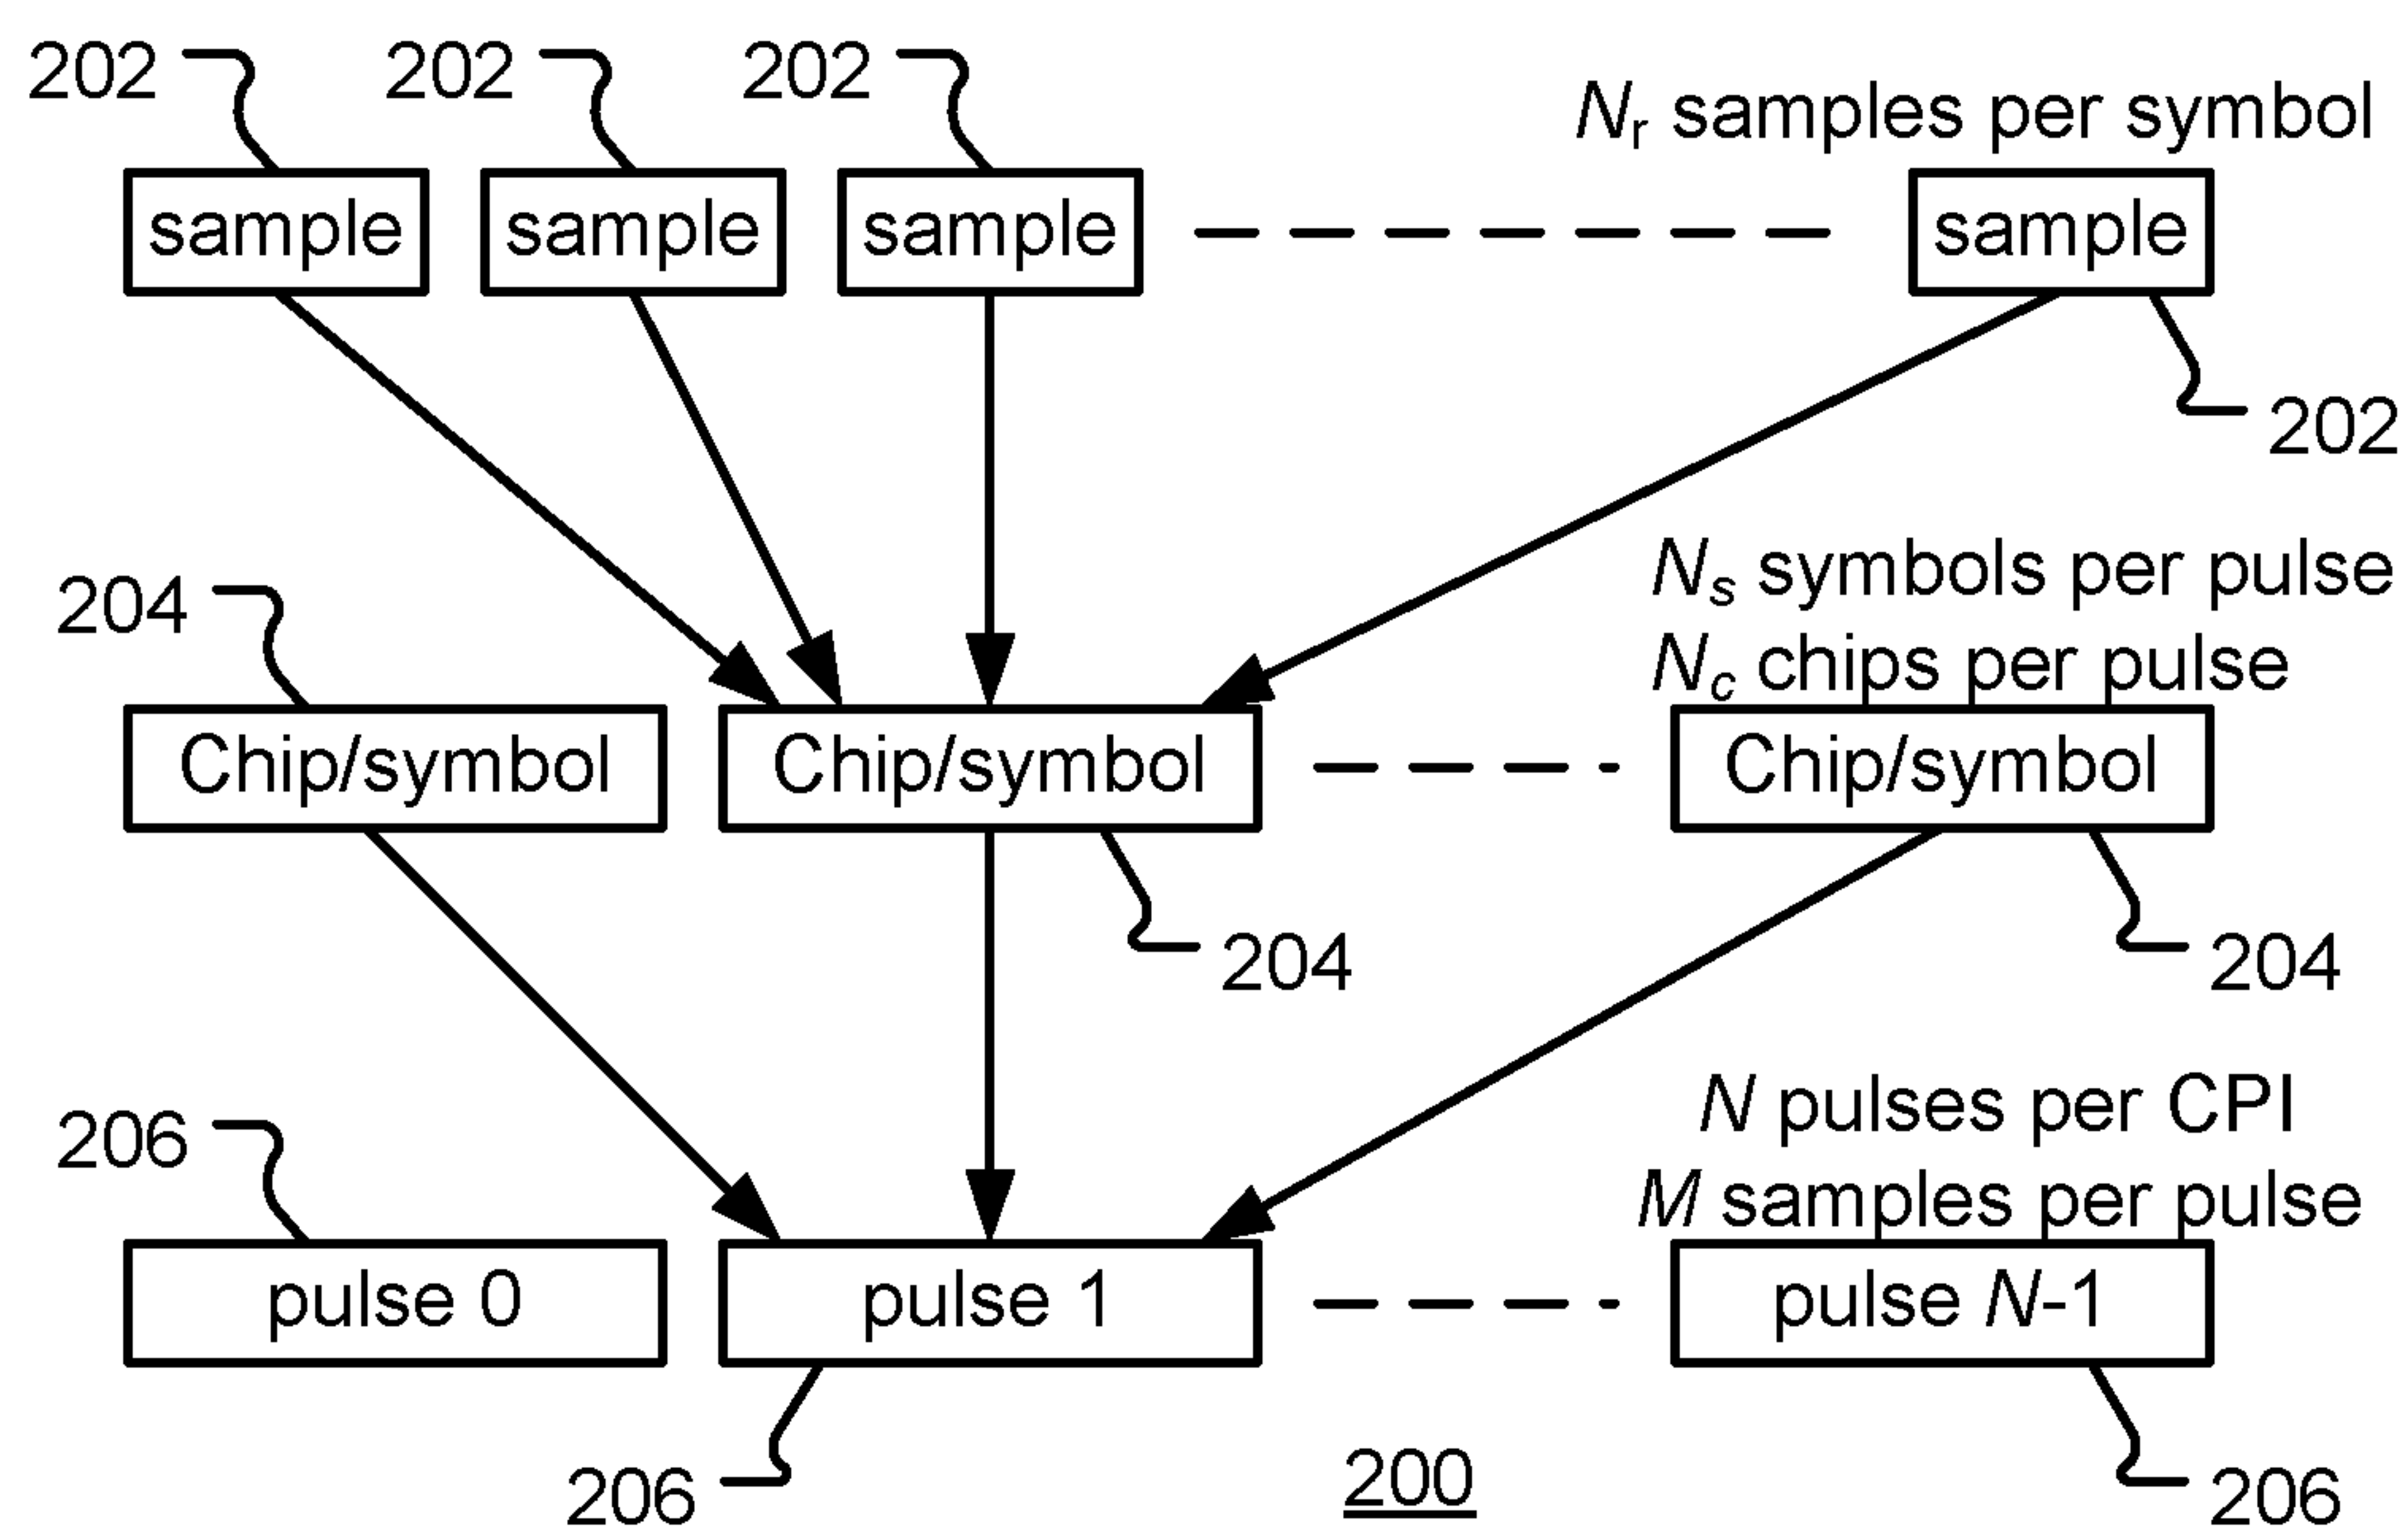 202 202 202
Nr samples per symbol
sample sample sample sample
202
Ns symbols per pulse
204
Nc chips per pulse
Chip/symbol Chip/symbol Chip/symbol
204 204
N pulses per CPI
206
M samples per pulse
pulse 0 pulse 1 pulse N-1
206 200 206